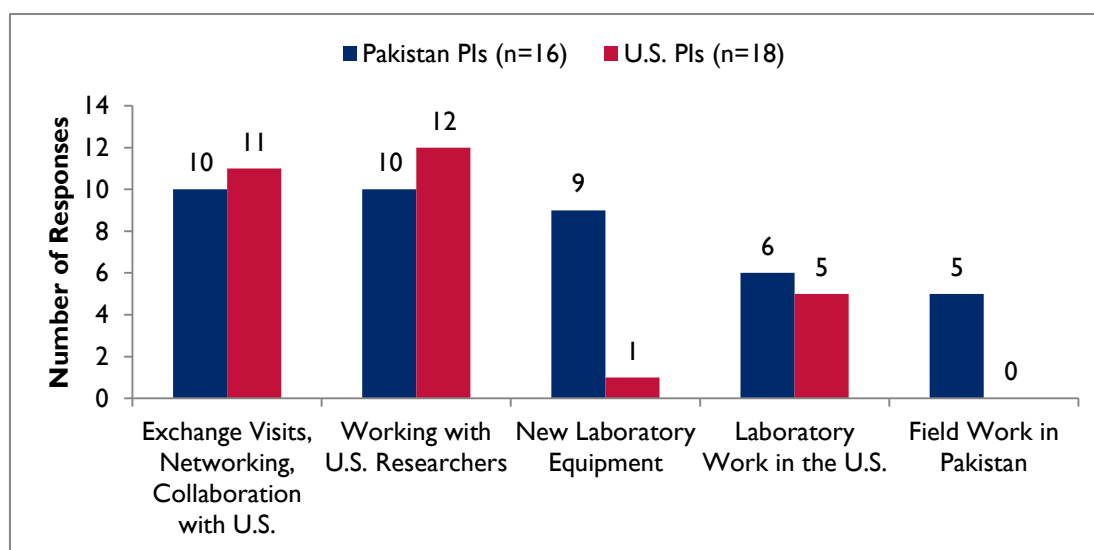 Pakistan PIs (n=16) U.S. PIs (n=18)
Number of Responses
14
12
10
8
6
4
2
0
10 11 10 12 9 1 6 5 5 0
Exchange Visits,
Networking,
Collaboration
with U.S.
Working with
U.S. Researchers
New Laboratory
Equipment
Laboratory
Work in the U.S.
Field Work in
Pakistan